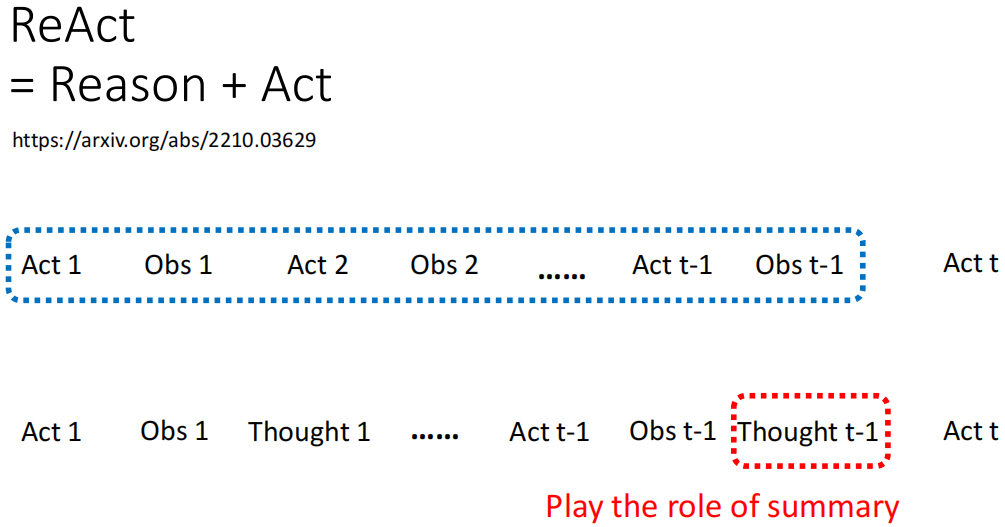 ReAct
= Reason + Act
https://arxiv.org/abs/2210.03629
Act 1 Obs 1 Act 2 Obs 2 …… Act t-1 Obs t-1 Act t
Act 1 Obs 1 Thought 1 …… Act t-1 Obs t-1 Thought t-1 Act t
Play the role of summary